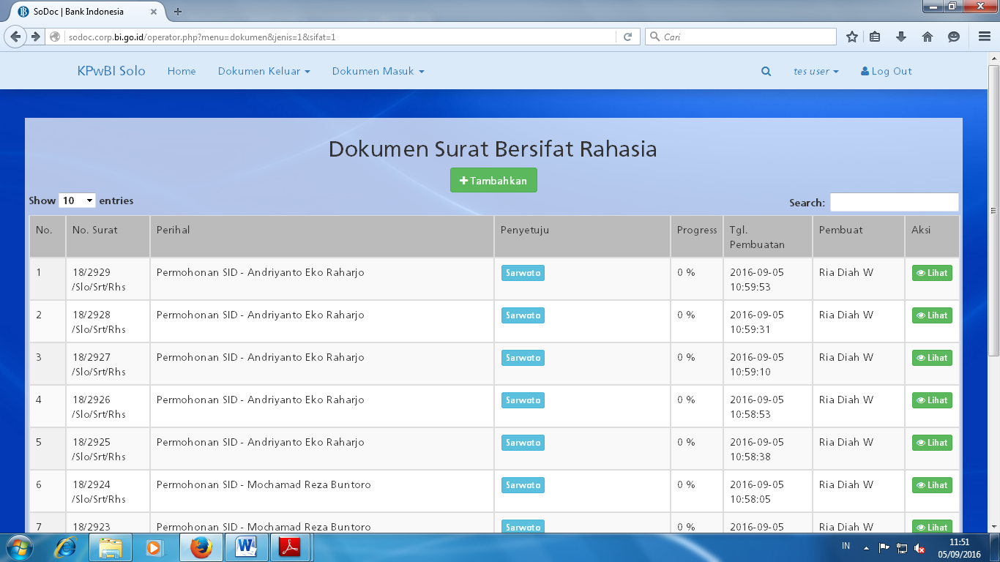 SoDoc | Bank Indonesia
sodoc.corp.bi.go.id/operator.php?menu=dokumen&jenis=1&sifat=1
Cari
KPwBI Solo Home Dokumen Keluar Dokumen Masuk tes user Log Out
Dokumen Surat Bersifat Rahasia
Tambahkan
Show 10 entries Search:
No. No. Surat Perihal Penyetuju Progress Tgl. Pembuatan Pembuat Aksi
1 18/2929 Permohonan SID - Andriyanto Eko Raharjo Sarwoto 0 % 2016-09-05 Ria Diah W Lihat
/Slo/Srt/Rhs 10:59:53
2 18/2928 Permohonan SID - Andriyanto Eko Raharjo Sarwoto 0 % 2016-09-05 Ria Diah W Lihat
/Slo/Srt/Rhs 10:59:31
3 18/2927 Permohonan SID - Andriyanto Eko Raharjo Sarwoto 0 % 2016-09-05 Ria Diah W Lihat
/Slo/Srt/Rhs 10:59:10
4 18/2926 Permohonan SID - Andriyanto Eko Raharjo Sarwoto 0 % 2016-09-05 Ria Diah W Lihat
/Slo/Srt/Rhs 10:58:53
5 18/2925 Permohonan SID - Andriyanto Eko Raharjo Sarwoto 0 % 2016-09-05 Ria Diah W Lihat
/Slo/Srt/Rhs 10:58:38
6 18/2924 Permohonan SID - Mochamad Reza Buntoro Sarwoto 0 % 2016-09-05 Ria Diah W Lihat
/Slo/Srt/Rhs 10:58:05
7 18/2923 Permohonan SID - Mochamad Reza Buntoro Sarwoto 0 % 2016-09-05 Ria Diah W Lihat
IN 11:51
05/09/2016